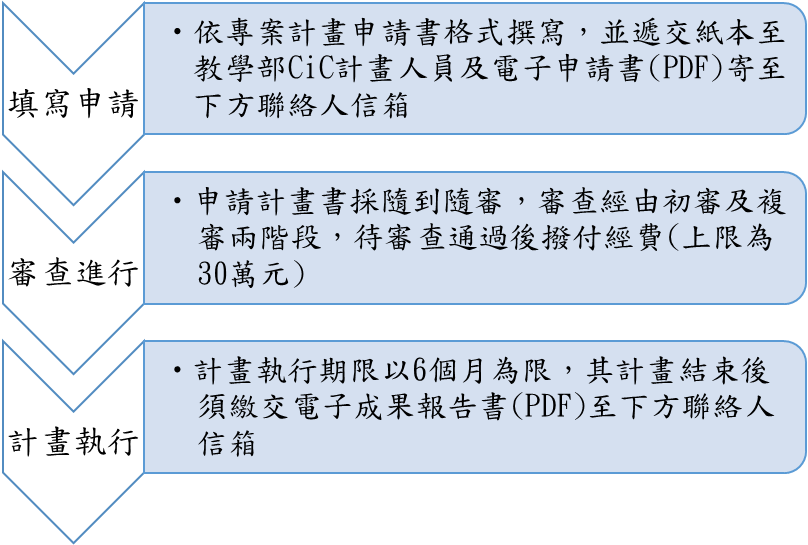 填寫申請
•依專案計畫申請書格式撰寫，並遞交紙本至
教學部CiC計畫人員及電子申請書(PDF)寄至
下方聯絡人信箱
審查進行
•申請計畫書採隨到隨審，審查經由初審及複
審兩階段，待審查通過後撥付經費(上限為
30萬元)
計畫執行
•計畫執行期限以6個月為限，其計畫結束後
須繳交電子成果報告書(PDF)至下方聯絡人
信箱